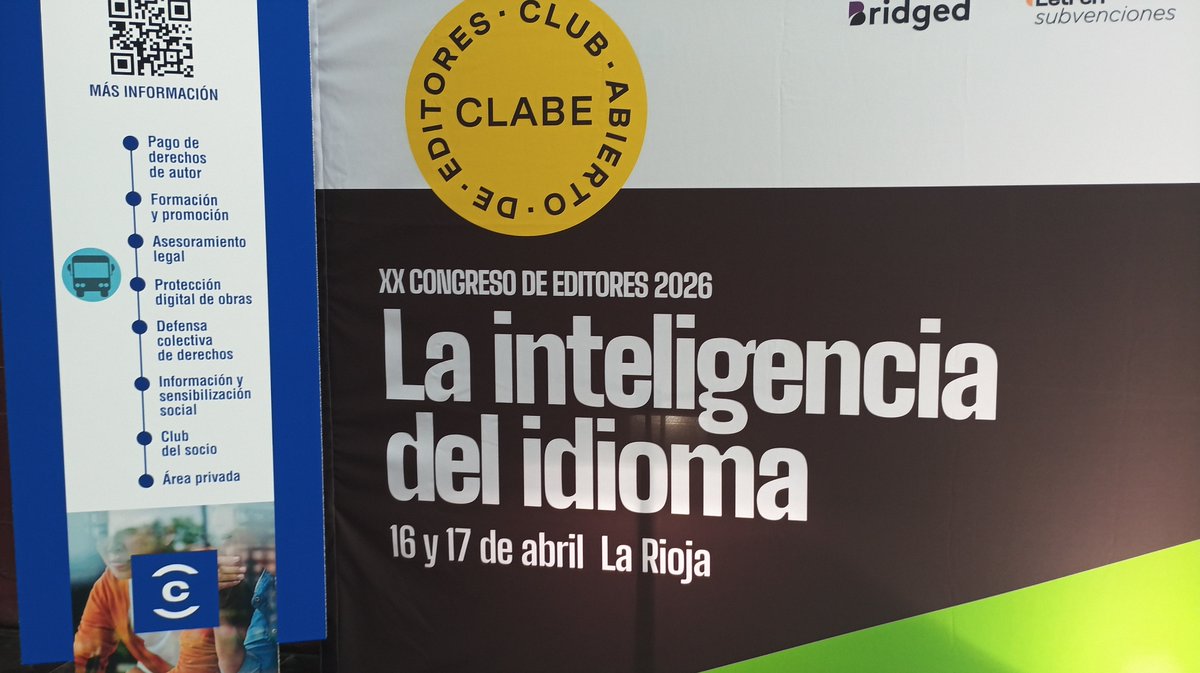 MÁS INFORMACIÓN
Pago de
derechos
de autor
Formación
y promoción
Asesoramiento
legal
Protección
digital de obras
Defensa
colectiva
de derechos
Información y
sensibilización
social
Club
del socio
Área privada
C
CLUB · ABIERTO · DE · EDITORES ·
CLABE
Bridged
subvenciones
XX CONGRESO DE EDITORES 2026
La inteligencia
del idioma
16 y 17 de abril La Rioja